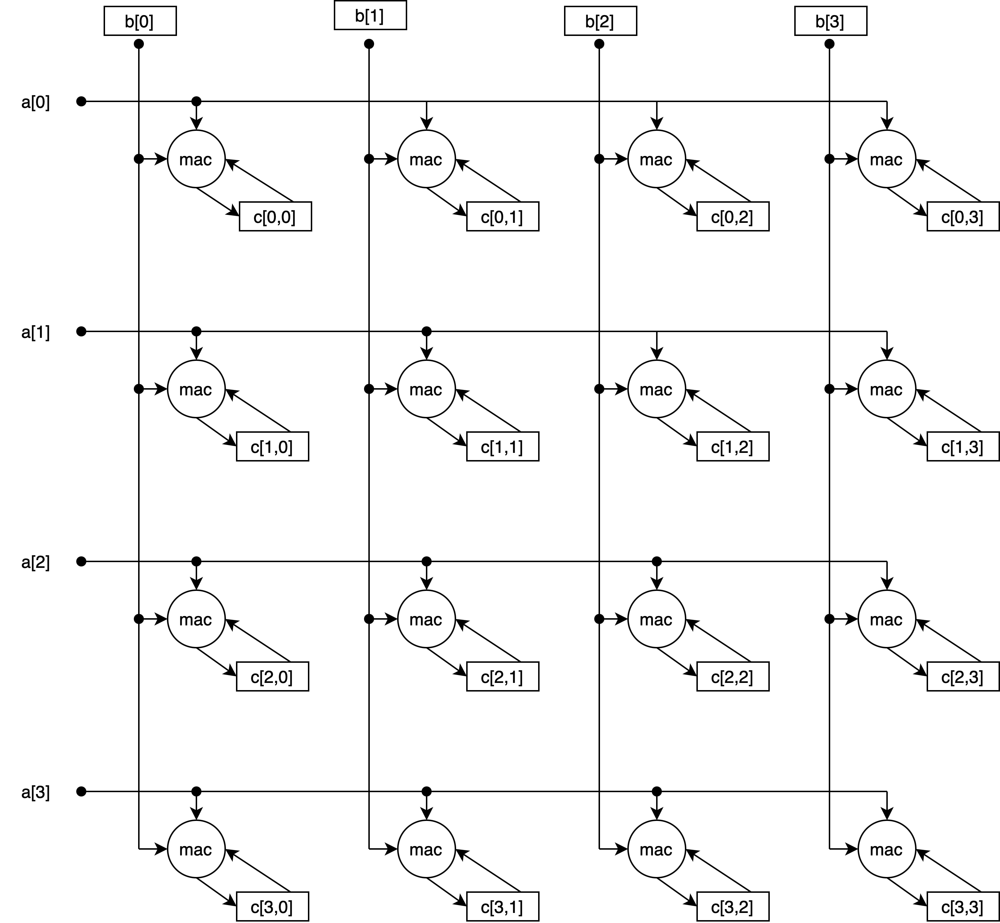 b[0] b[1] b[2] b[3]
a[0]
mac mac mac mac
c[0,0] c[0,1] c[0,2] c[0,3]
a[1]
mac mac mac mac
c[1,0] c[1,1] c[1,2] c[1,3]
a[2]
mac mac mac mac
c[2,0] c[2,1] c[2,2] c[2,3]
a[3]
mac mac mac mac
c[3,0] c[3,1] c[3,2] c[3,3]